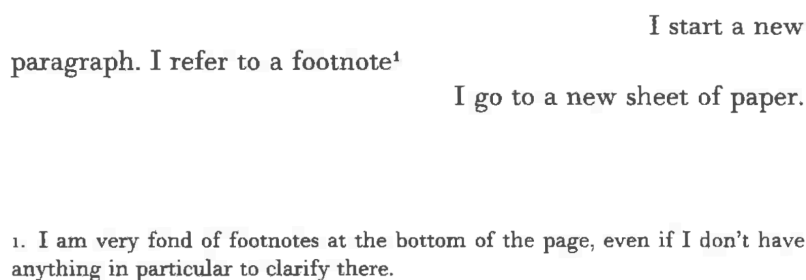 I start a new
paragraph. I refer to a footnote¹
I go to a new sheet of paper.
1. I am very fond of footnotes at the bottom of the page, even if I don't have
anything in particular to clarify there.